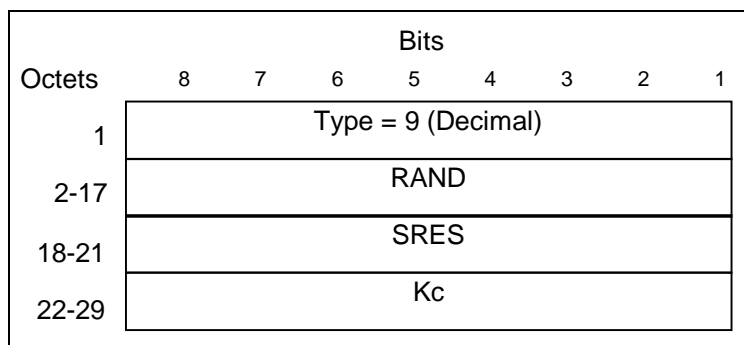 Bits
Octets 8 7 6 5 4 3 2 1
1 Type = 9 (Decimal)
2-17 RAND
18-21 SRES
22-29 Kc